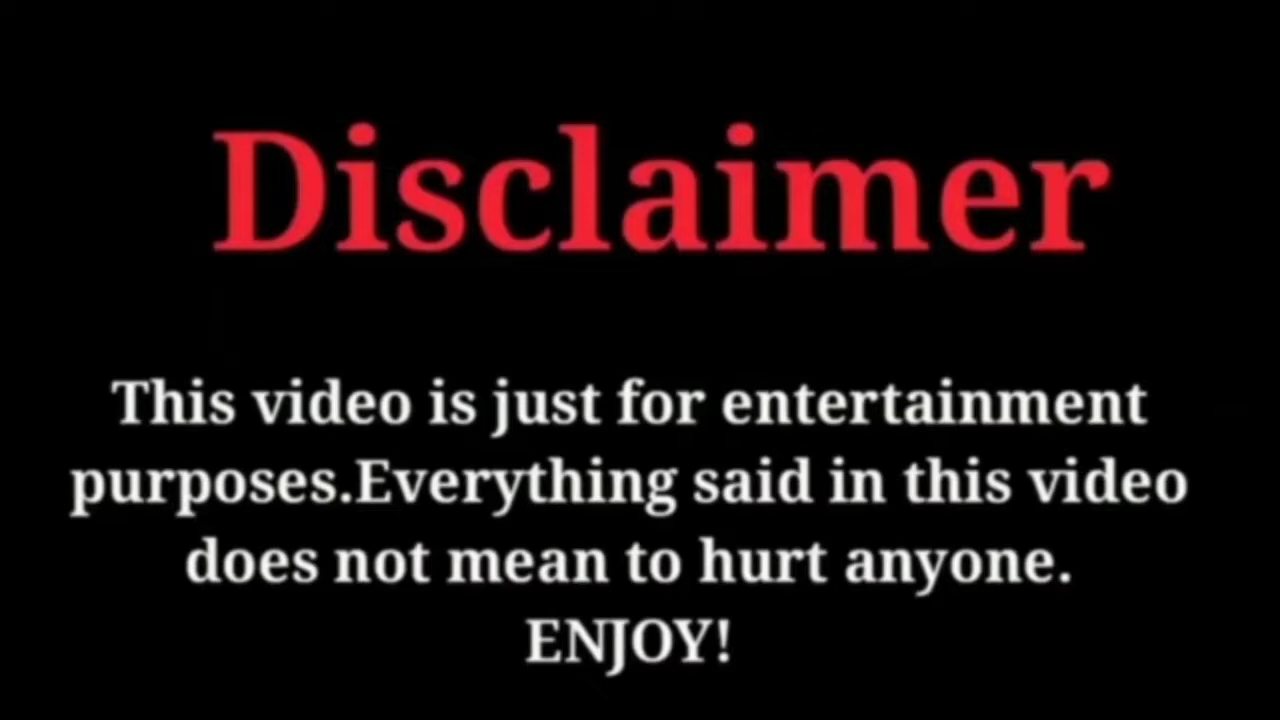 Disclaimer
This video is just for entertainment
purposes.Everything said in this video
does not mean to hurt anyone.
ENJOY!